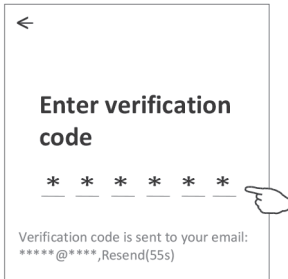 Enter verification
code
* * * * * *
Verification code is sent to your email:
*****@****,Resend(55s)